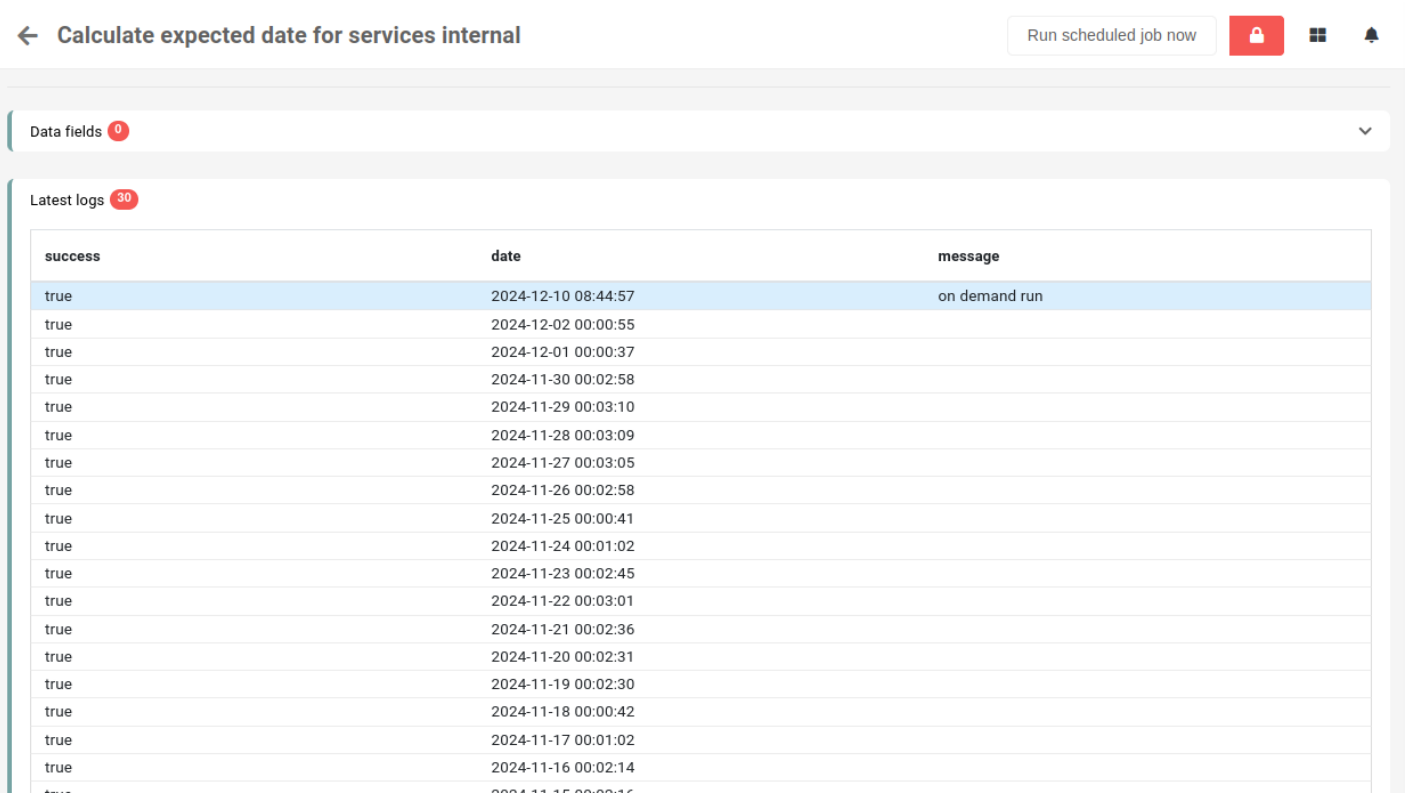 Calculate expected date for services internal
Run scheduled job now
Data fields 0
Latest logs 30
success date message
true 2024-12-10 08:44:57 on demand run
true 2024-12-02 00:00:55
true 2024-12-01 00:00:37
true 2024-11-30 00:02:58
true 2024-11-29 00:03:10
true 2024-11-28 00:03:09
true 2024-11-27 00:03:05
true 2024-11-26 00:02:58
true 2024-11-25 00:00:41
true 2024-11-24 00:01:02
true 2024-11-23 00:02:45
true 2024-11-22 00:03:01
true 2024-11-21 00:02:36
true 2024-11-20 00:02:31
true 2024-11-19 00:02:30
true 2024-11-18 00:00:42
true 2024-11-17 00:01:02
true 2024-11-16 00:02:14